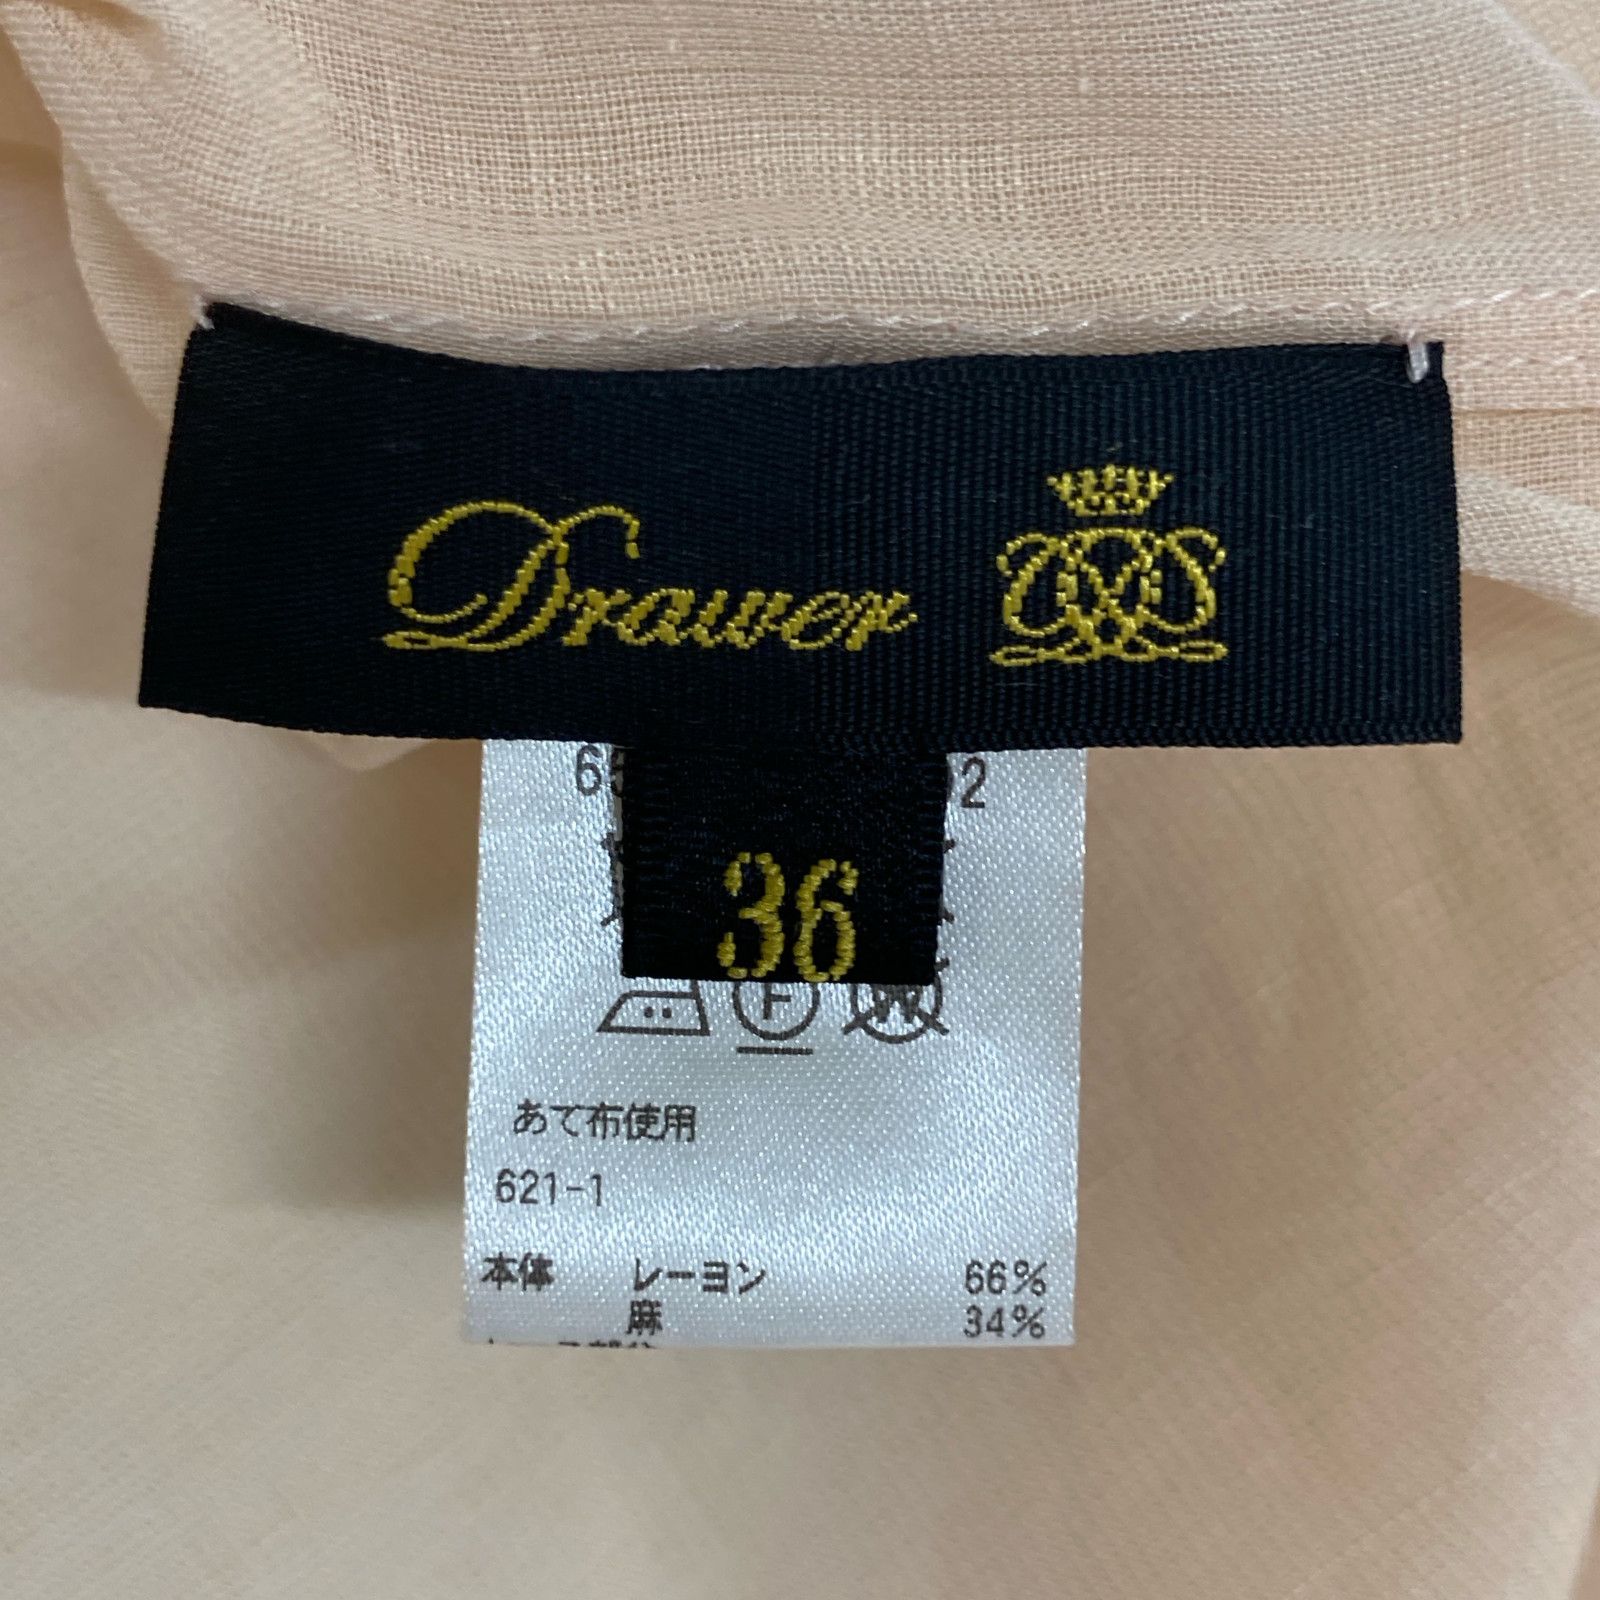 Drawer
36
F
W
あて布使用
621-1
本体 レーヨン 66%
麻 34%